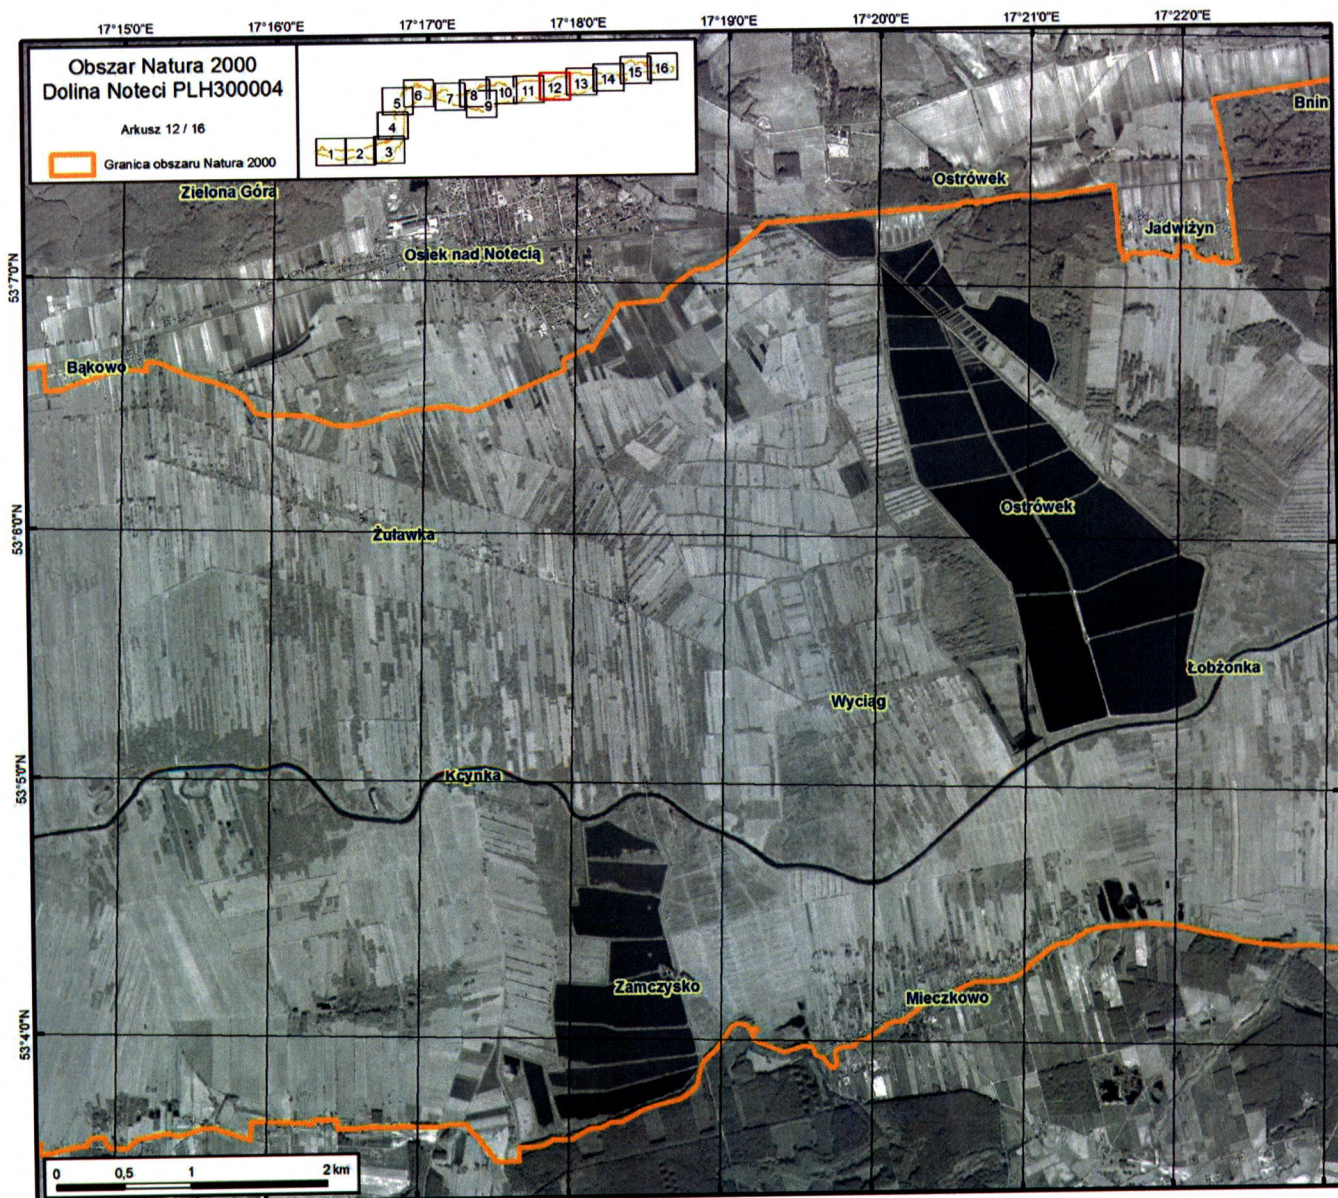 17°15'0"E 17°16'0"E 17°17'0"E 17°18'0"E 17°19'0"E 17°20'0"E 17°21'0"E 17°22'0"E
Obszar Natura 2000
Dolina Noteci PLH300004
Arkusz 12 / 16
Granica obszaru Natura 2000
1 2 3 4 5 6 7 8 9 10 11 12 13 14 15 16
Bnin
Zielona Góra
Ostrówek
Jadwiżyn
Osiek nad Notecią
53°7'0"N
Bąkowo
Ostrówek
53°6'0"N
Żuławka
Łobżonka
Wyciąg
53°5'0"N
Kcynka
Zamczysko
Mieczkowo
53°4'0"N
0 0,5 1 2 km